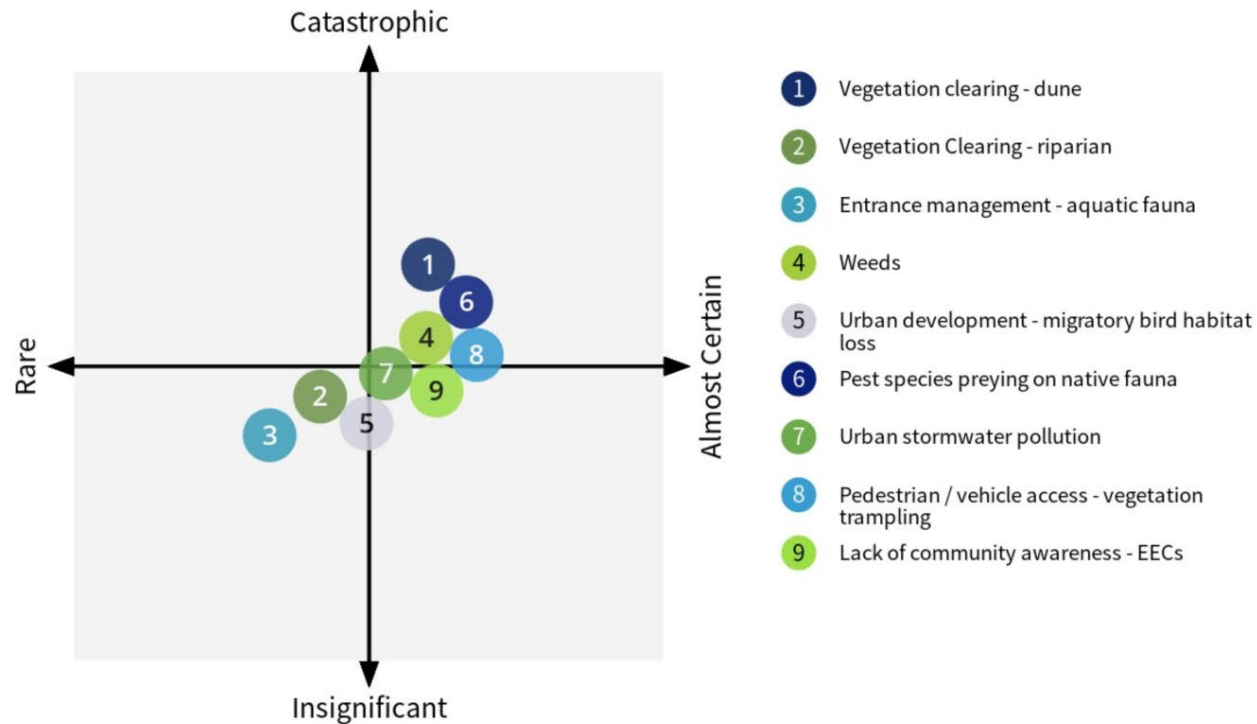 Catastrophic
Rare
Almost Certain
Insignificant
1
6
4
8
7
9
2
5
3
1 Vegetation clearing - dune
2 Vegetation Clearing - riparian
3 Entrance management - aquatic fauna
4 Weeds
5 Urban development - migratory bird habitat
loss
6 Pest species preying on native fauna
7 Urban stormwater pollution
8 Pedestrian / vehicle access - vegetation
trampling
9 Lack of community awareness - EECs